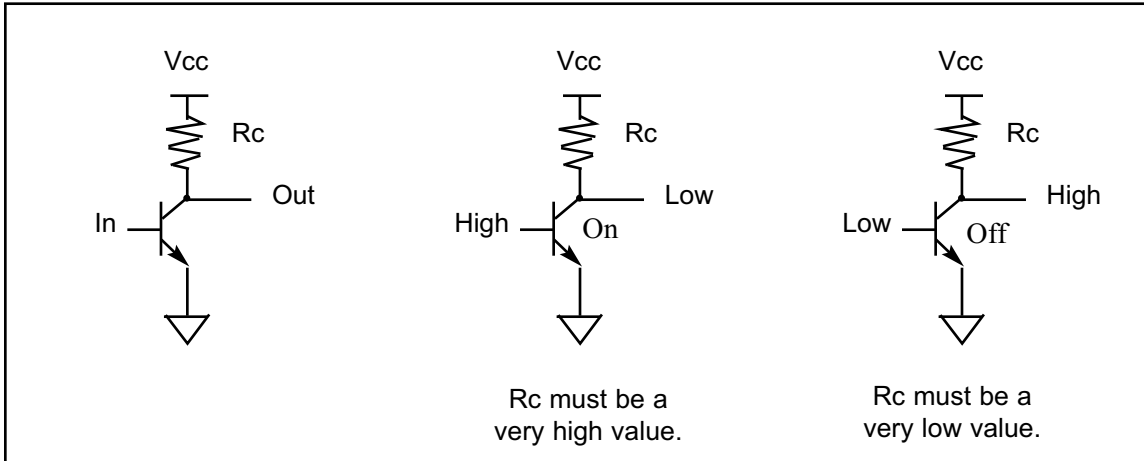 Vcc
Rc
Out
In
Vcc
Rc
Low
High
On
Rc must be a
very high value.
Vcc
Rc
High
Low
Off
Rc must be a
very low value.